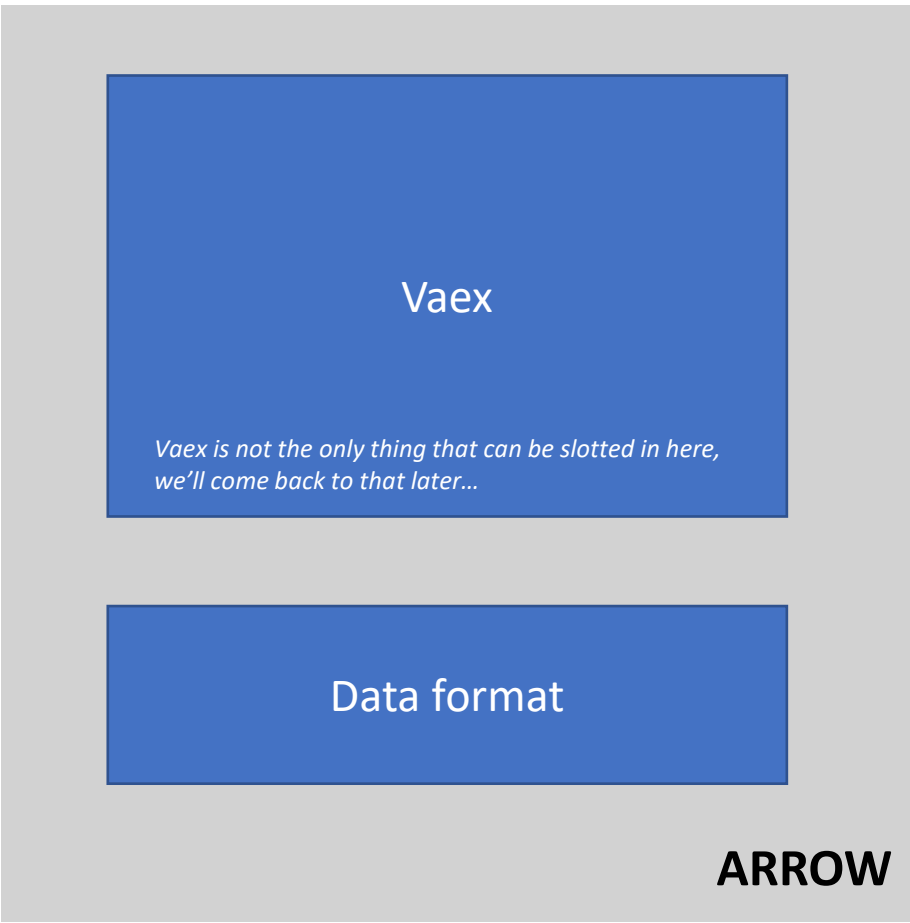 Vaex
Vaex is not the only thing that can be slotted in here,
we’ll come back to that later…
Data format
ARROW